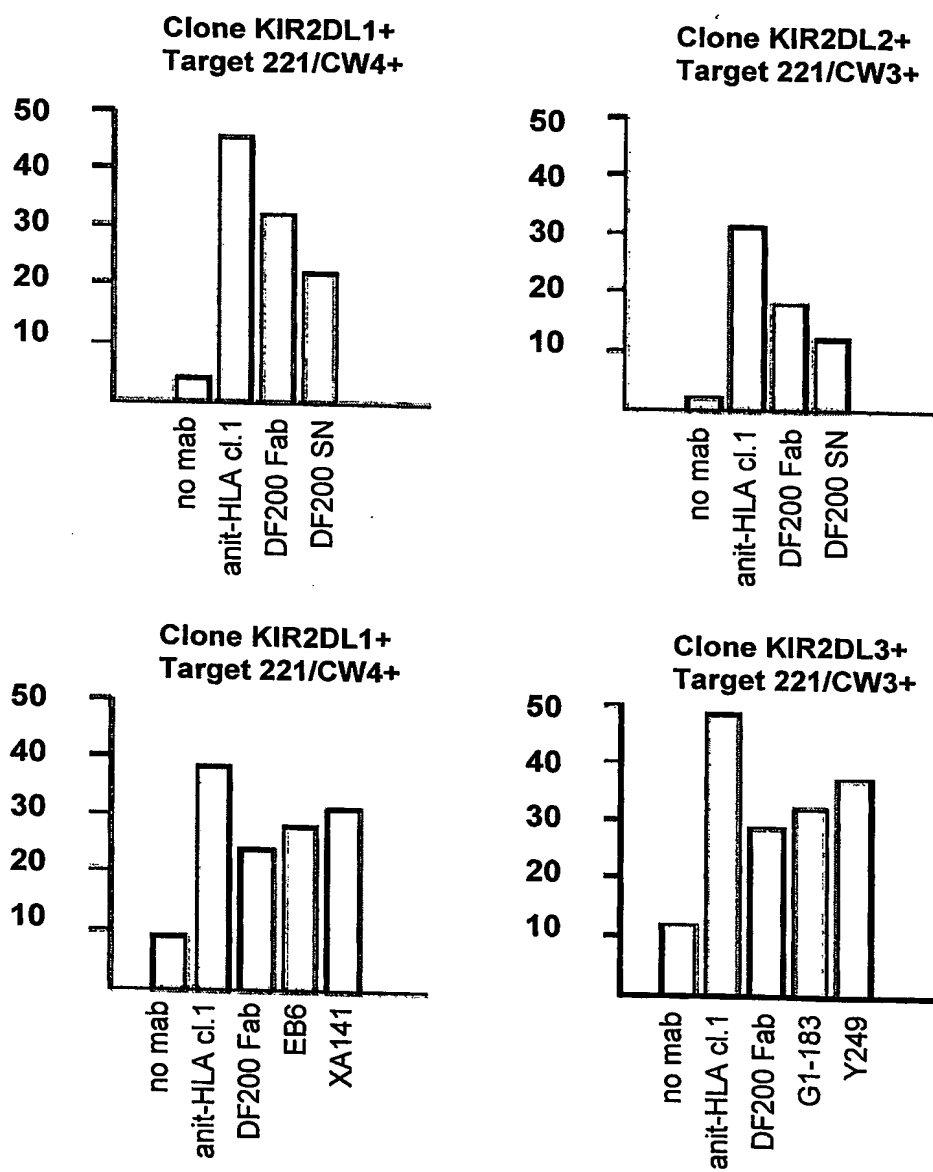 Clone KIR2DL1+
Target 221/CW4+
50
40
30
20
10
no mab
anit-HLA cl.1
DF200 Fab
DF200 SN
Clone KIR2DL2+
Target 221/CW3+
50
40
30
20
10
no mab
anit-HLA cl.1
DF200 Fab
DF200 SN
Clone KIR2DL1+
Target 221/CW4+
50
40
30
20
10
no mab
anit-HLA cl.1
DF200 Fab
EB6
XA141
Clone KIR2DL3+
Target 221/CW3+
50
40
30
20
10
no mab
anit-HLA cl.1
DF200 Fab
G1-183
Y249